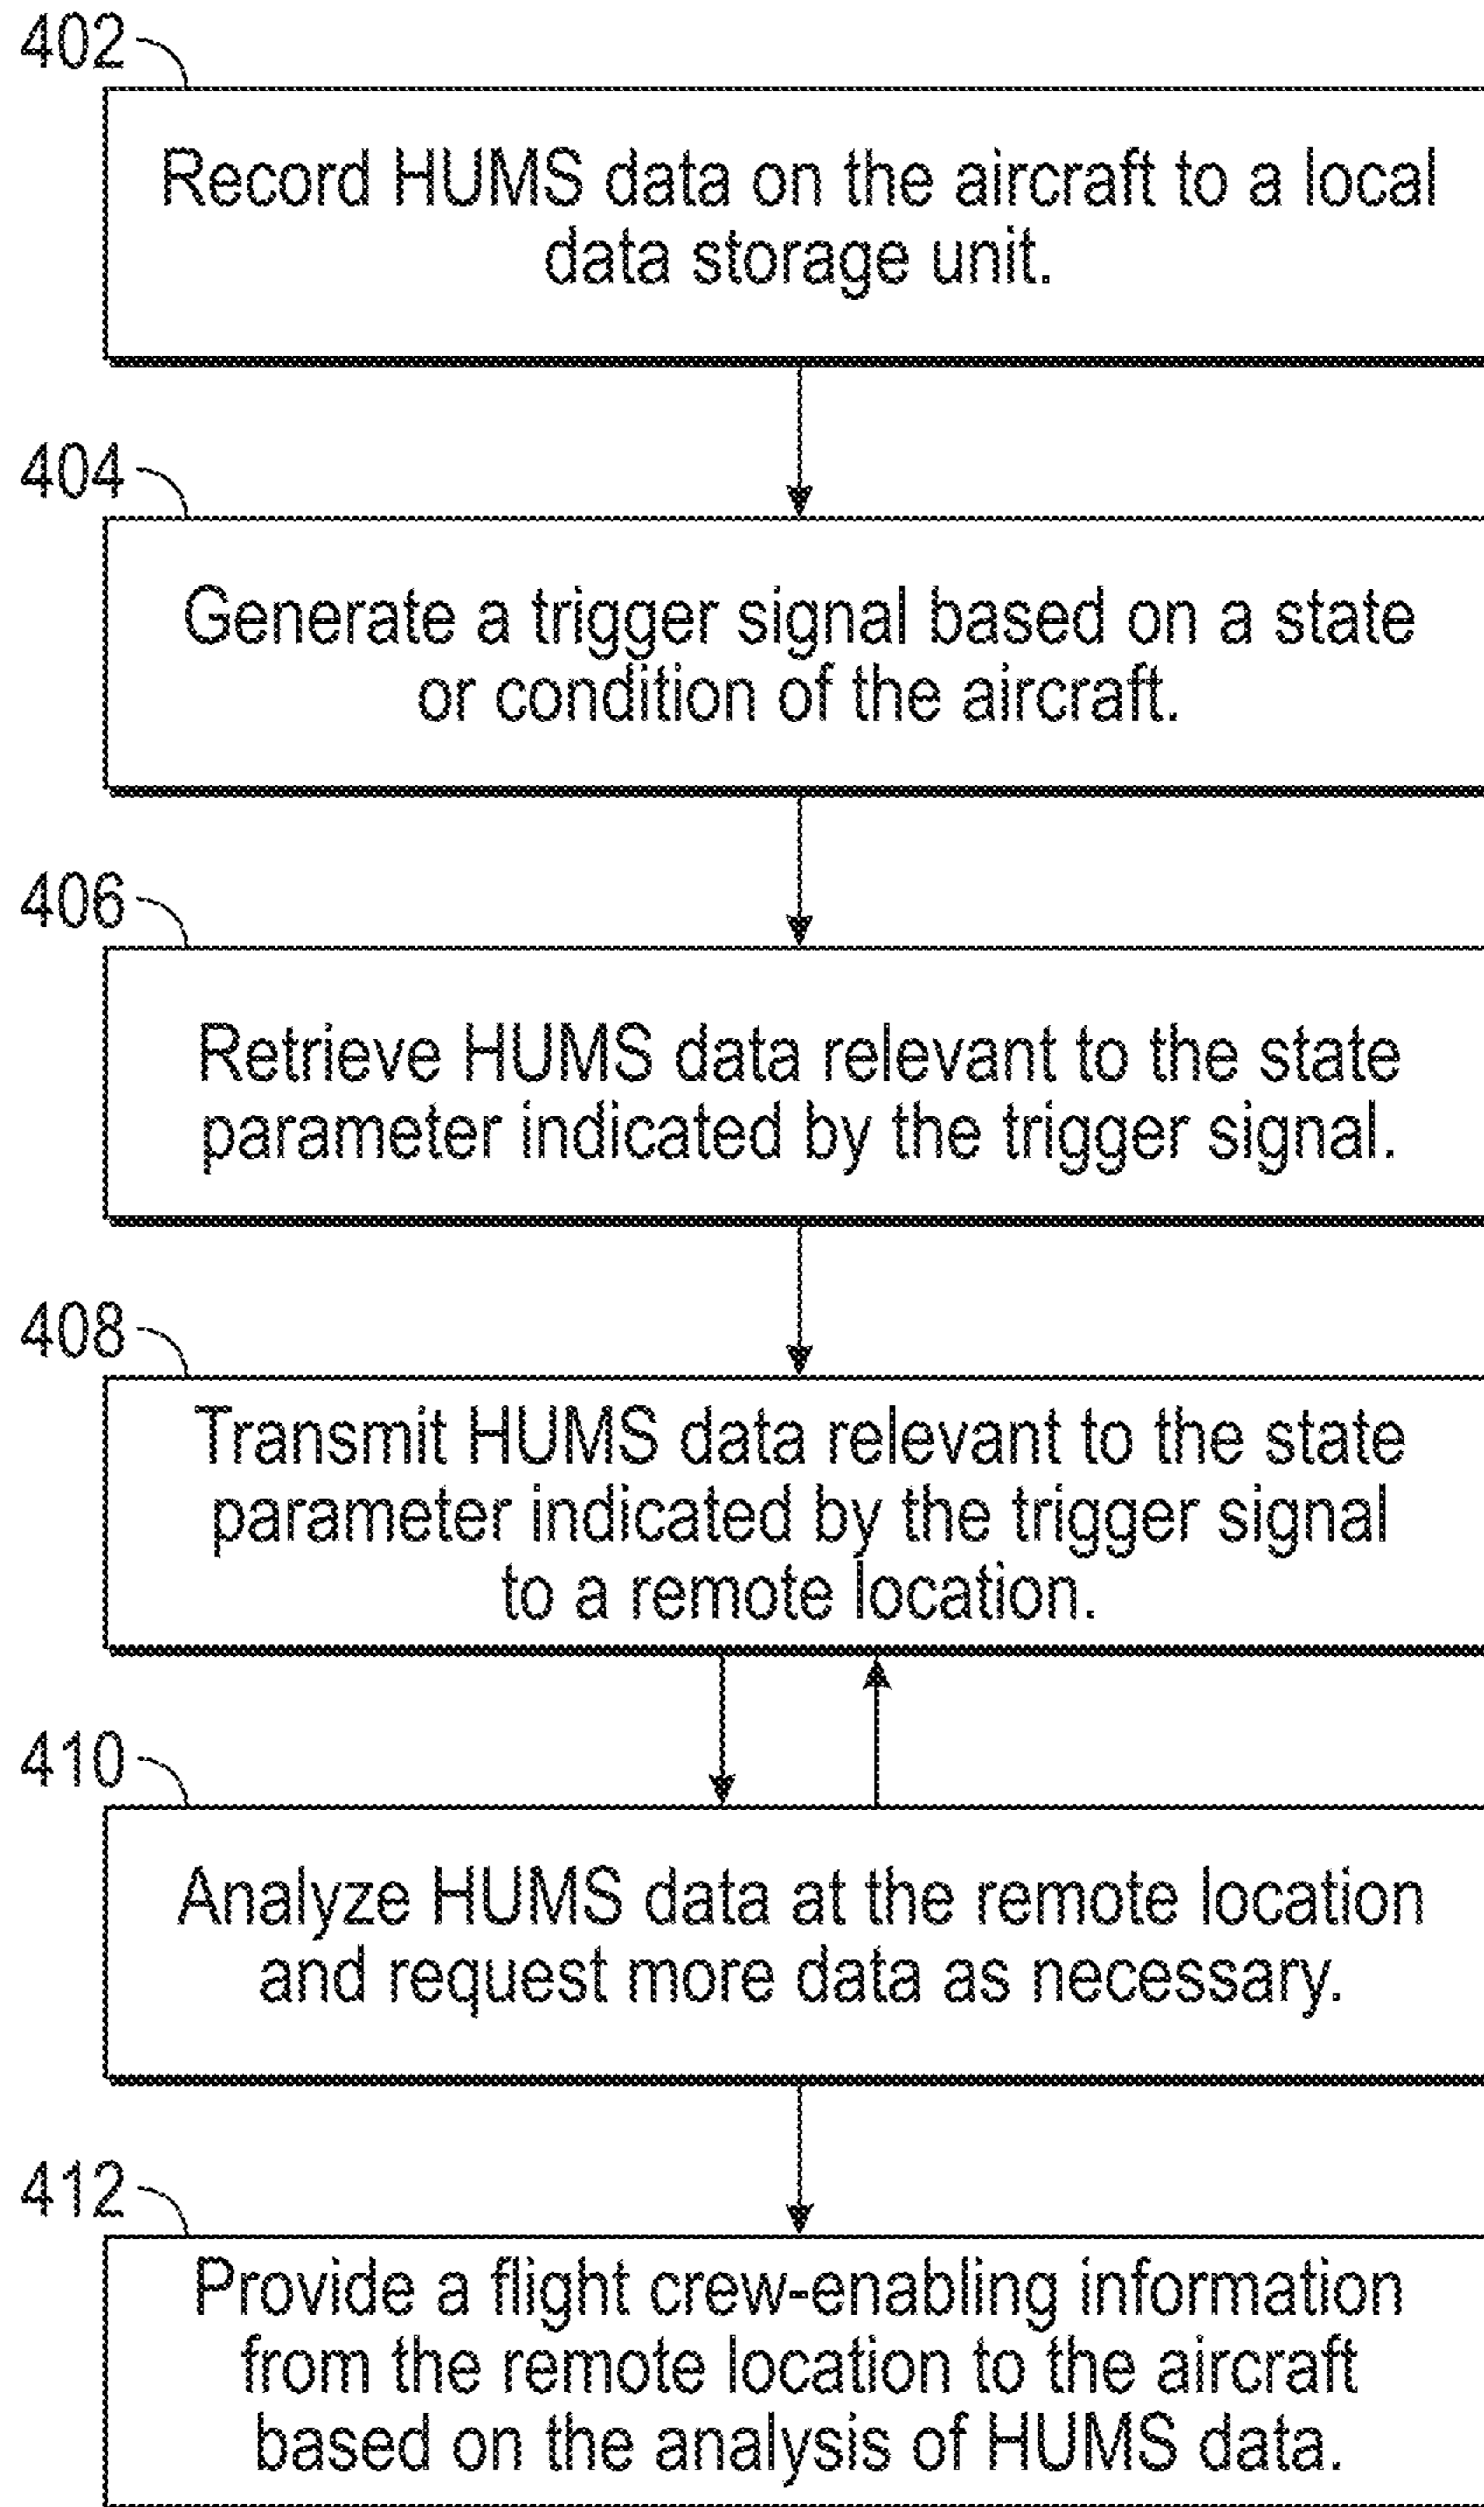 402
Record HUMS data on the aircraft to a local
data storage unit.
404
Generate a trigger signal based on a state
or condition of the aircraft.
406
Retrieve HUMS data relevant to the state
parameter indicated by the trigger signal.
408
Transmit HUMS data relevant to the state
parameter indicated by the trigger signal
to a remote location.
410
Analyze HUMS data at the remote location
and request more data as necessary.
412
Provide a flight crew-enabling information
from the remote location to the aircraft
based on the analysis of HUMS data.